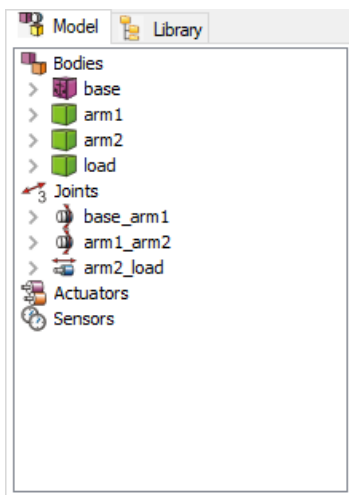 Model Library
Bodies
base
arm1
arm2
load
3 Joints
base_arm1
arm1_arm2
arm2_load
Actuators
Sensors